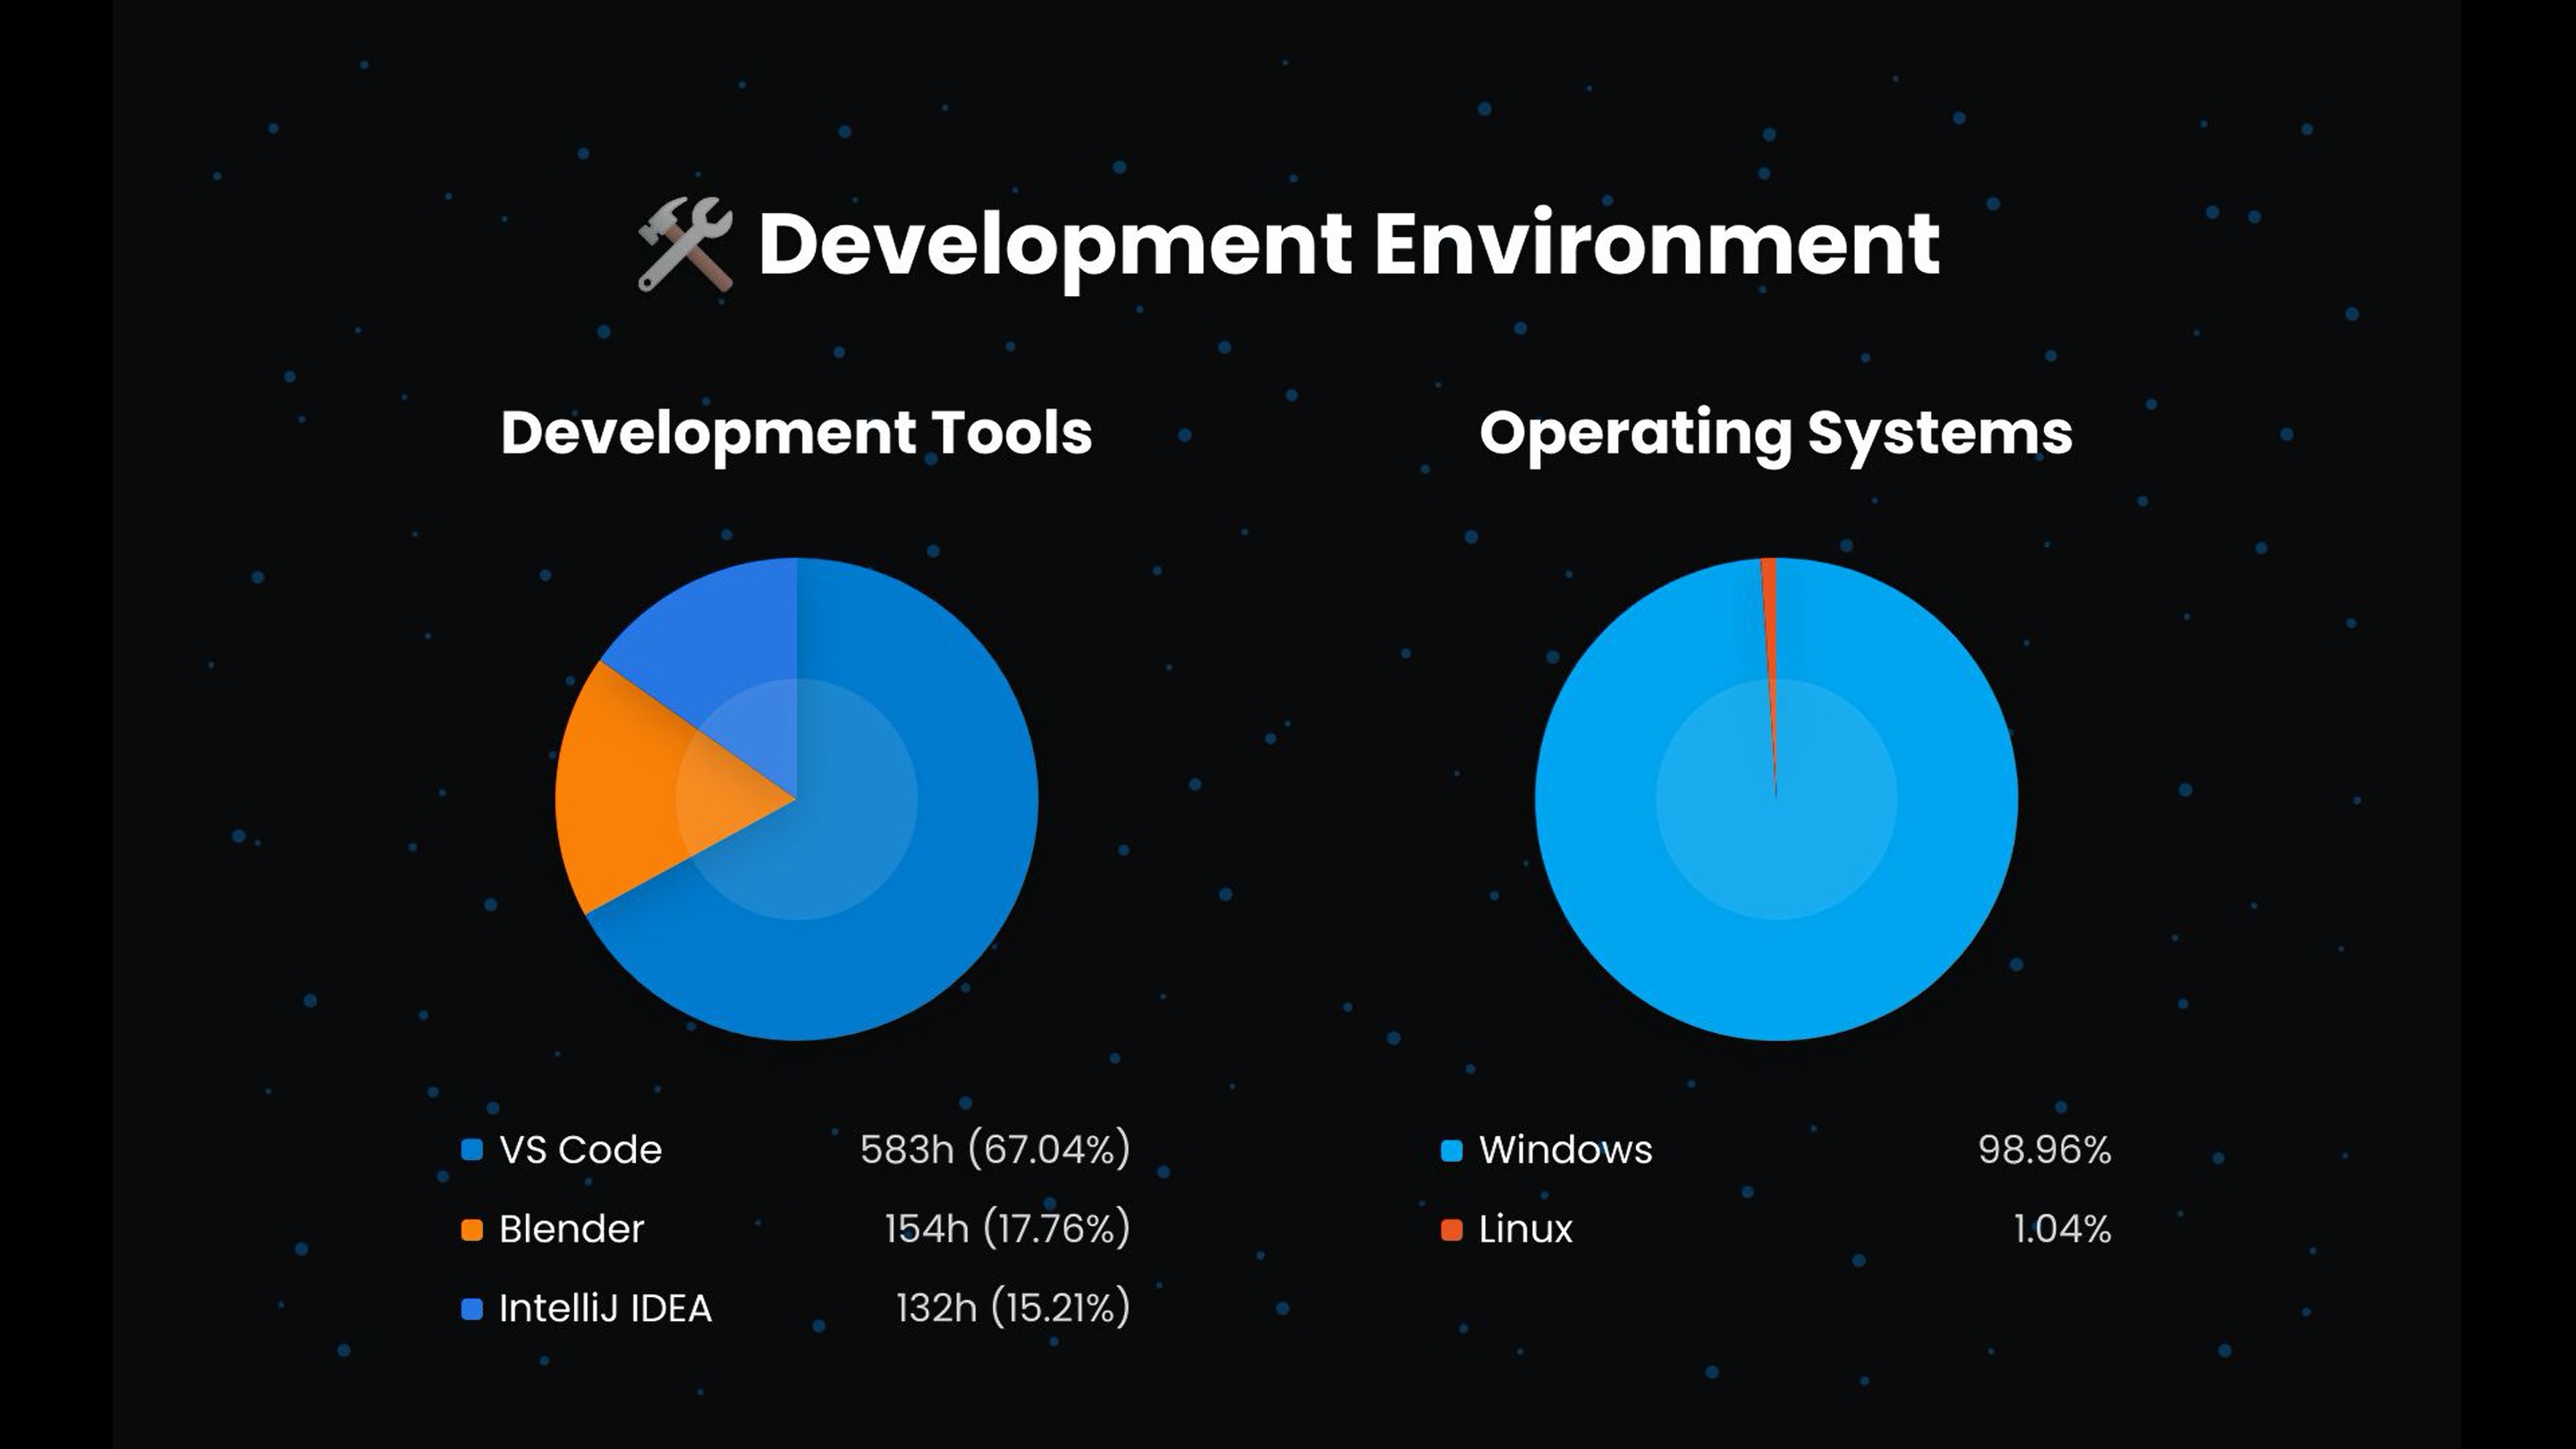 Development Environment
Development Tools
Operating Systems
VS Code 583h (67.04%)
Blender 154h (17.76%)
IntelliJ IDEA 132h (15.21%)
Windows 98.96%
Linux 1.04%